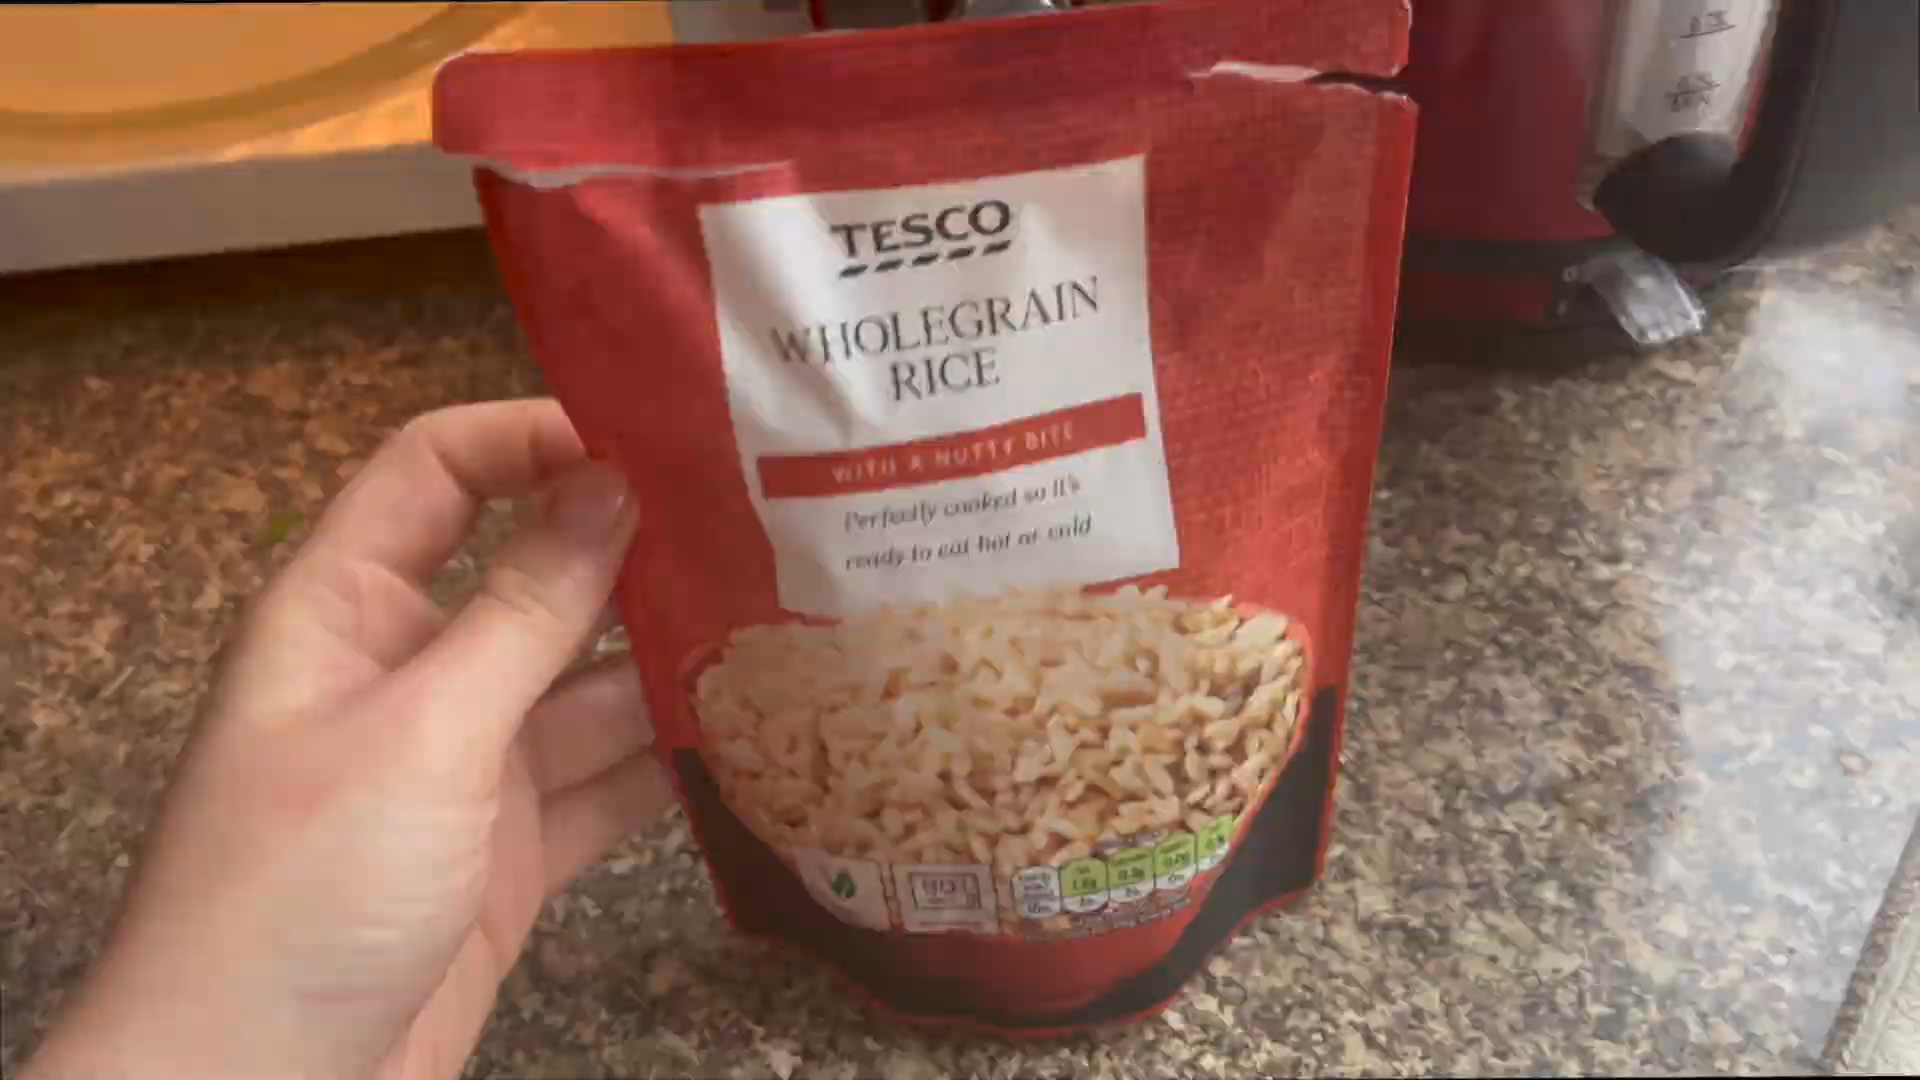 TESCO
WHOLEGRAIN
RICE
WITH A NUTTY BITE
Perfectly cooked so it's
ready to eat hot or cold